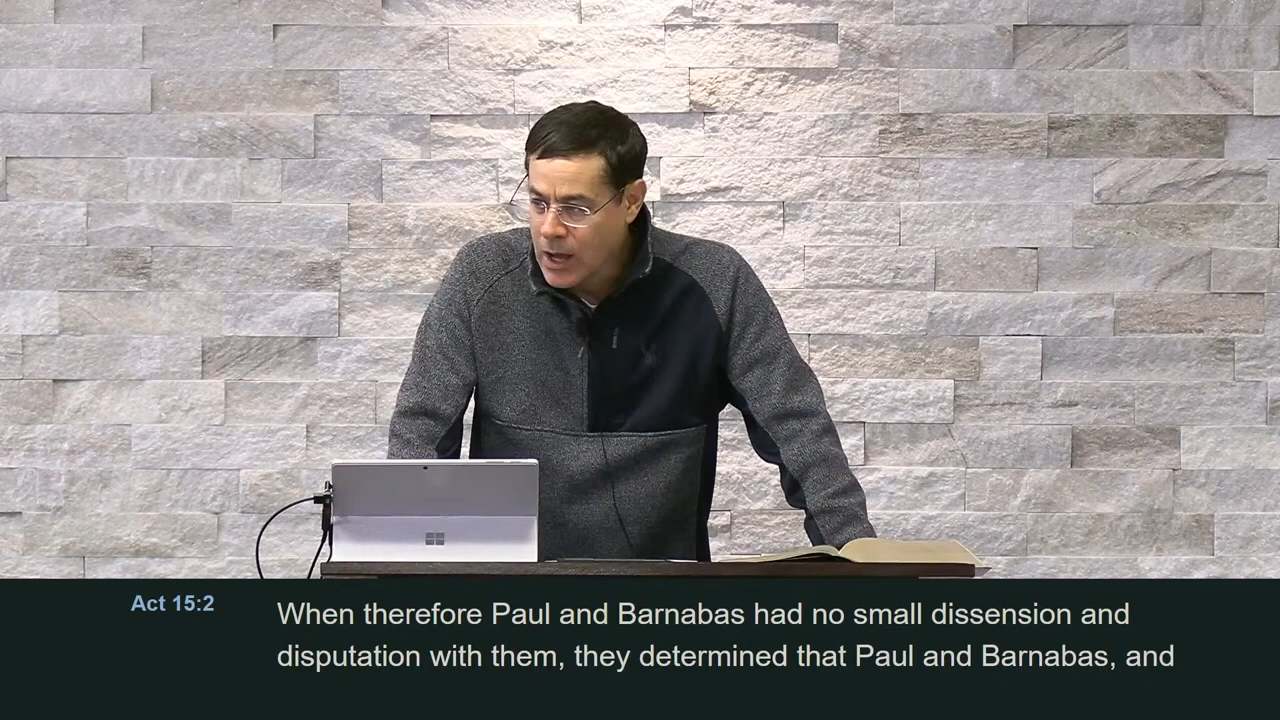 Act 15:2
When therefore Paul and Barnabas had no small dissension and
disputation with them, they determined that Paul and Barnabas, and